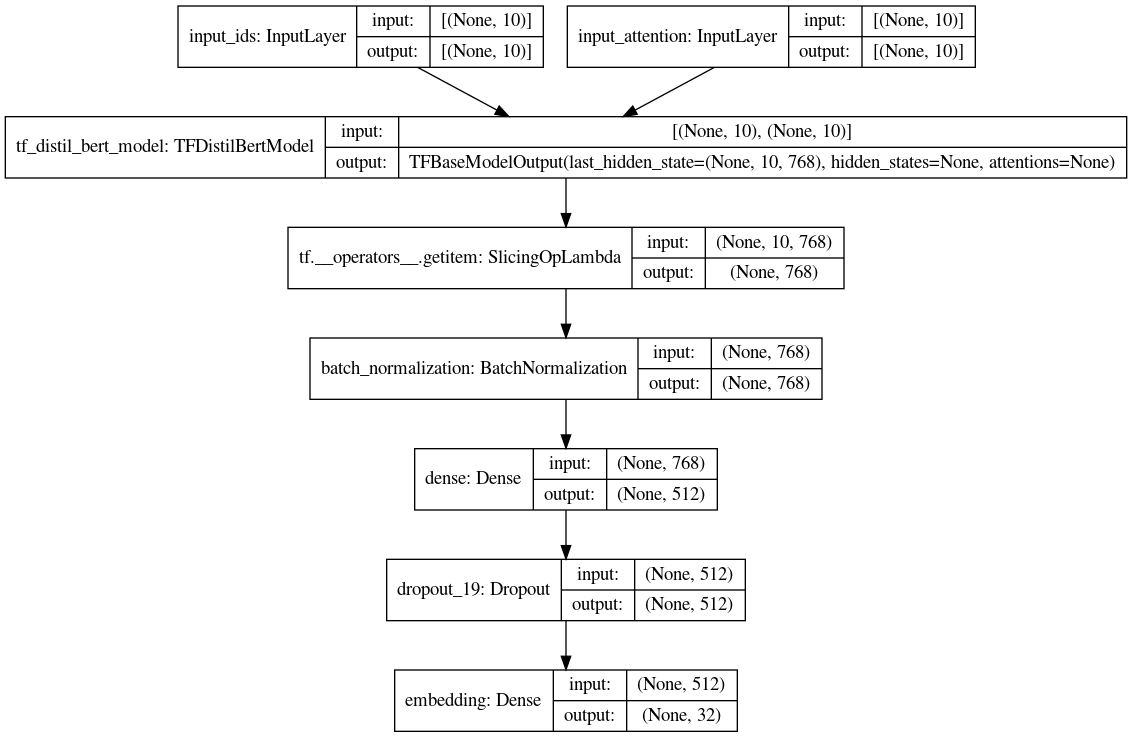 input_ids: InputLayer
input: [(None, 10)]
output: [(None, 10)]
input_attention: InputLayer
input: [(None, 10)]
output: [(None, 10)]
tf_distil_bert_model: TFDistilBertModel
input: [(None, 10), (None, 10)]
output: TFBaseModelOutput(last_hidden_state=(None, 10, 768), hidden_states=None, attentions=None)
tf.__operators__.getitem: SlicingOpLambda
input: (None, 10, 768)
output: (None, 768)
batch_normalization: BatchNormalization
input: (None, 768)
output: (None, 768)
dense: Dense
input: (None, 768)
output: (None, 512)
dropout_19: Dropout
input: (None, 512)
output: (None, 512)
embedding: Dense
input: (None, 512)
output: (None, 32)